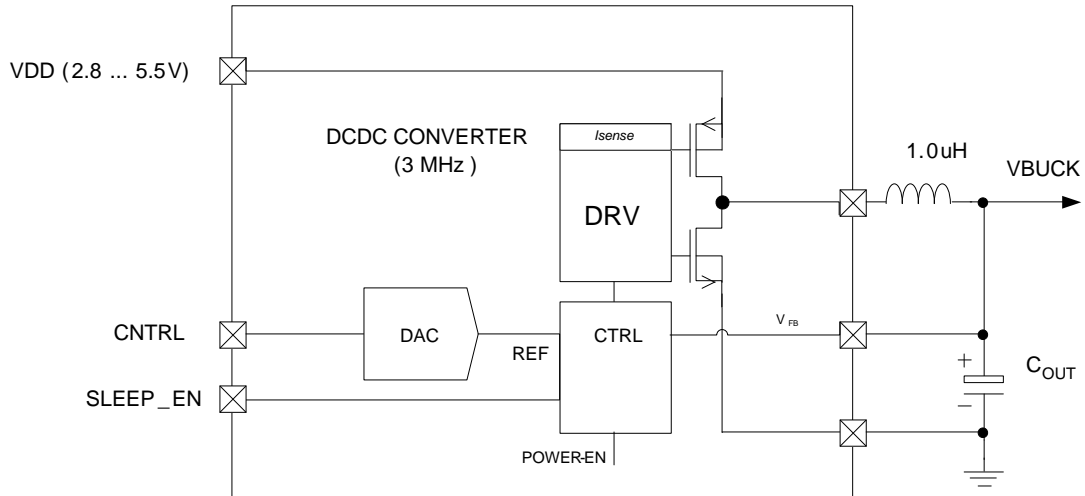 VDD (2.8 ... 5.5V)
DCDC CONVERTER
(3 MHz )
Isense
DRV
1.0uH
VBUCK
CNTRL
DAC
REF
CTRL
V FB
SLEEP_EN
+
COUT
–
POWER-EN